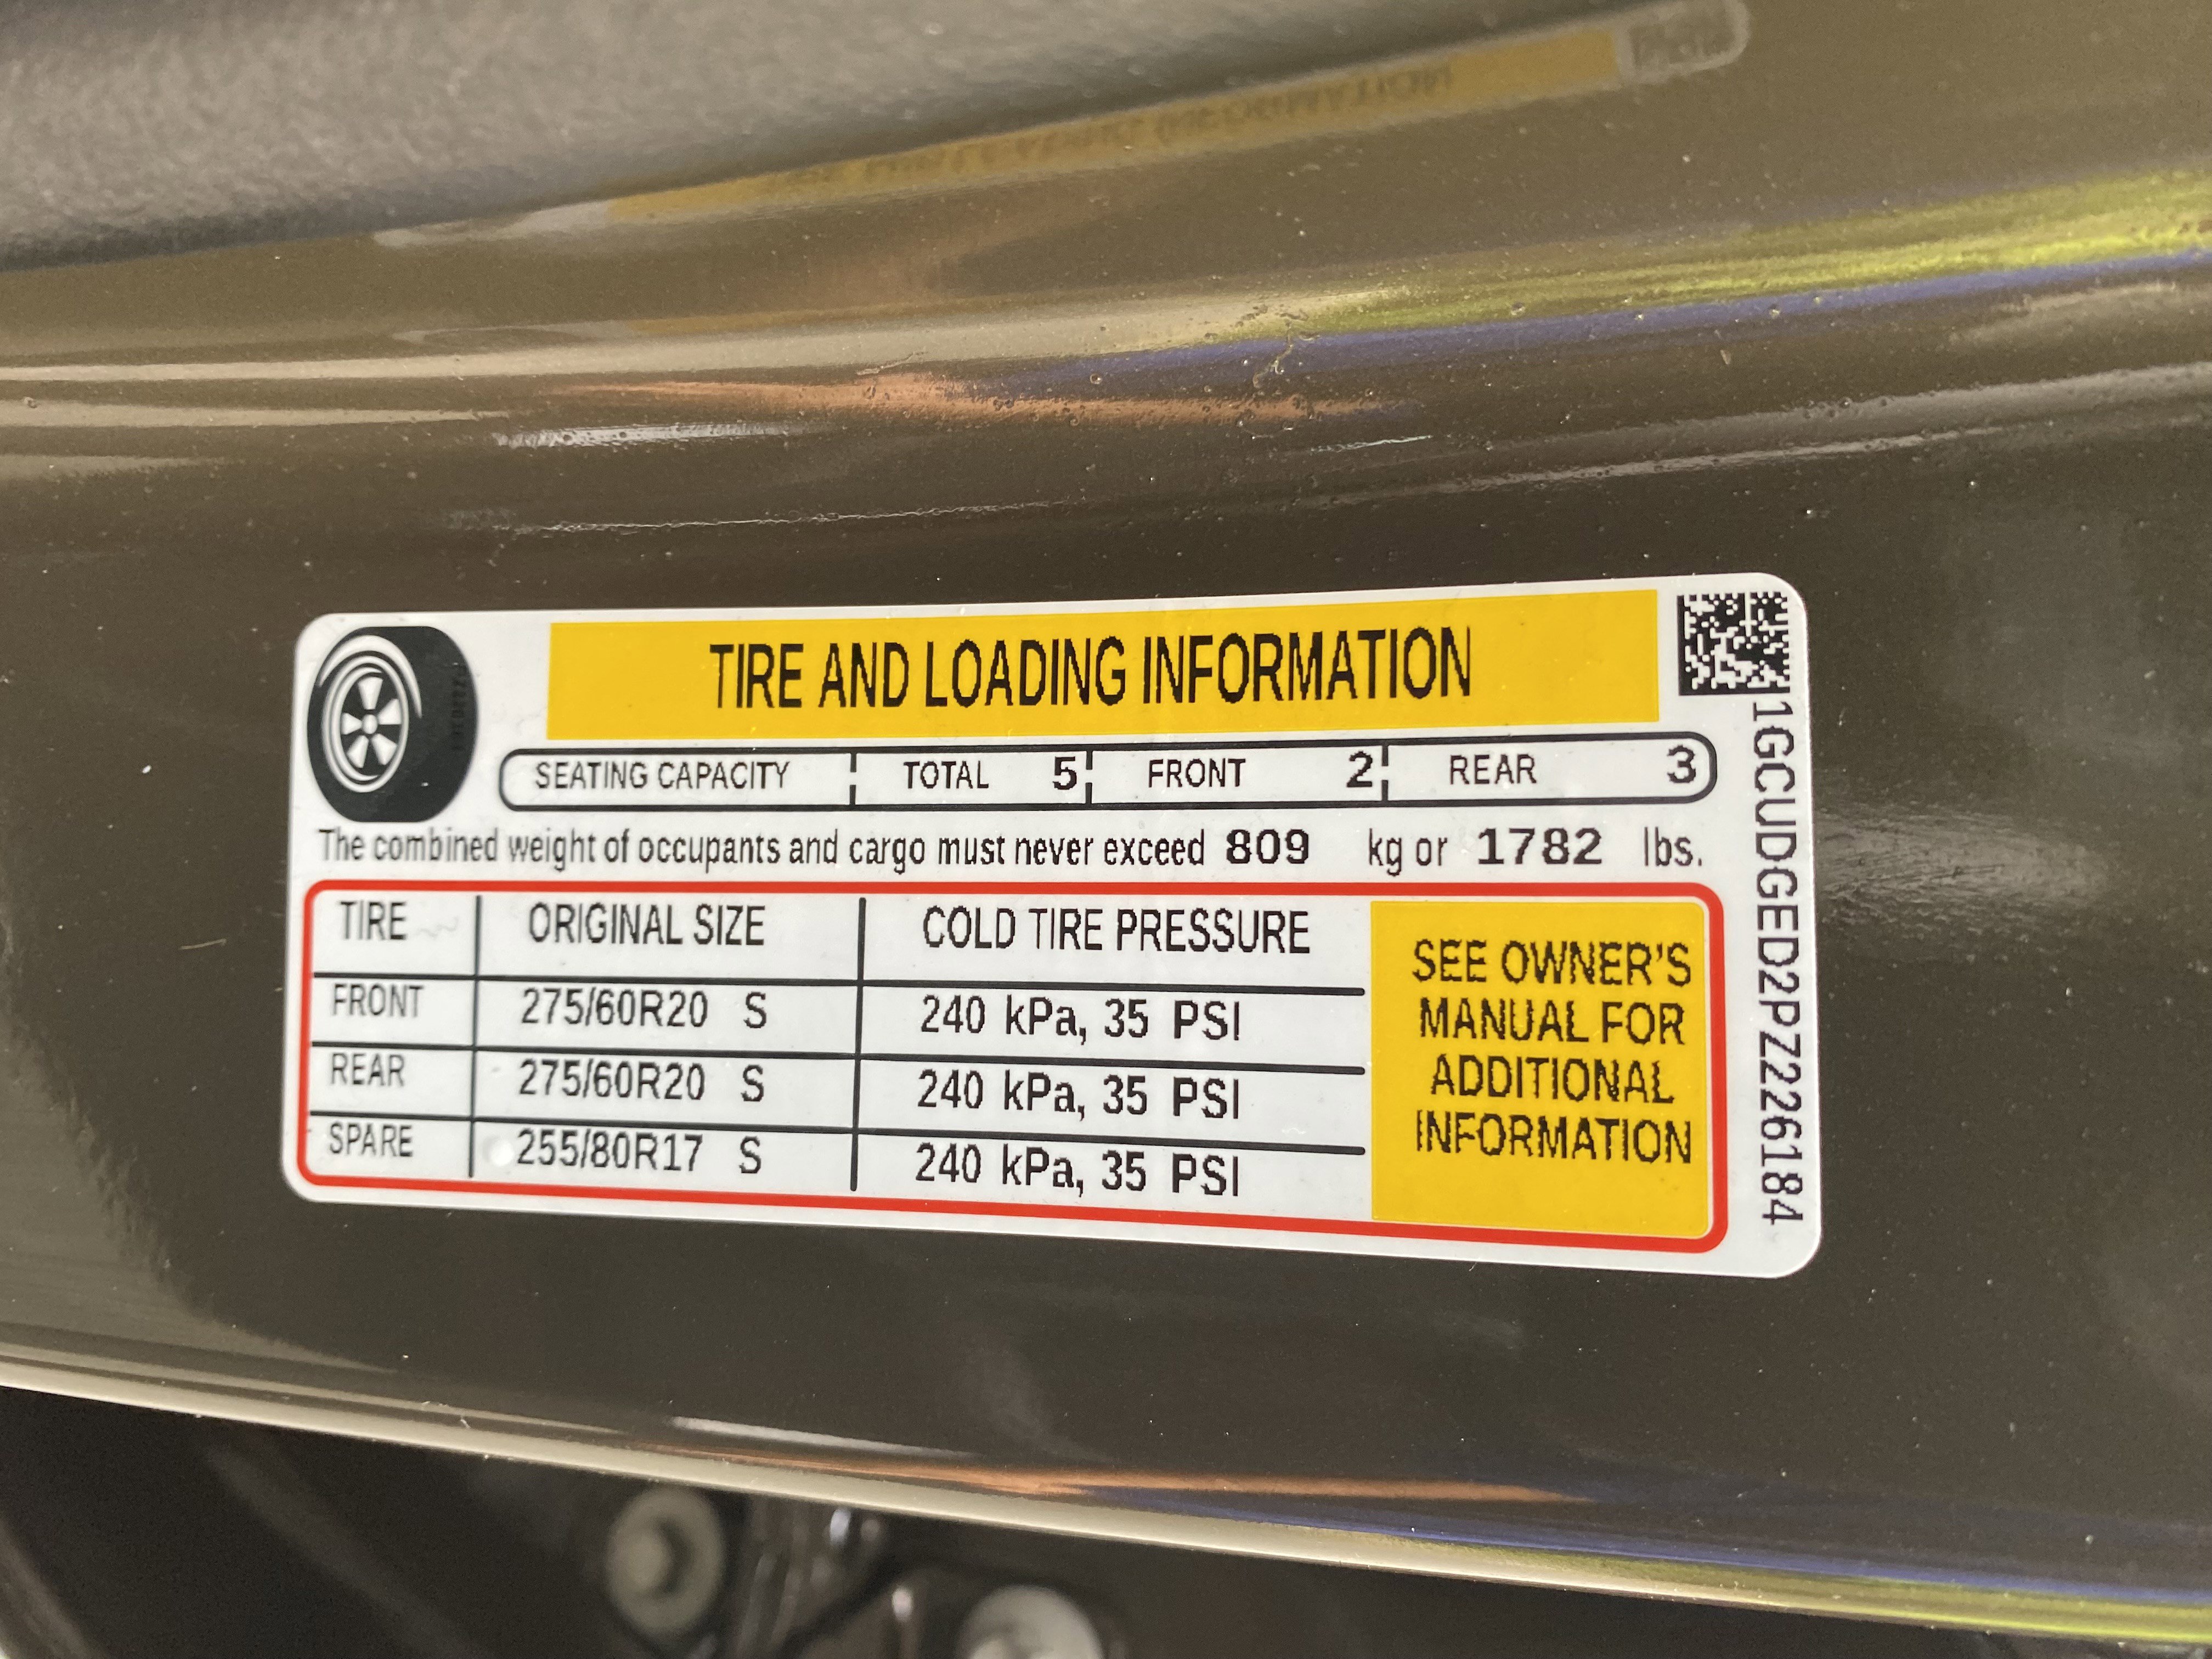 TIRE AND LOADING INFORMATION
SEATING CAPACITY TOTAL 5 FRONT 2 REAR 3
The combined weight of occupants and cargo must never exceed 809 kg or 1782 lbs.
TIRE ORIGINAL SIZE COLD TIRE PRESSURE
FRONT 275/60R20 S 240 kPa, 35 PSI
REAR 275/60R20 S 240 kPa, 35 PSI
SPARE 255/80R17 S 240 kPa, 35 PSI
SEE OWNER'S
MANUAL FOR
ADDITIONAL
INFORMATION
1GCUDGED2PZ226184